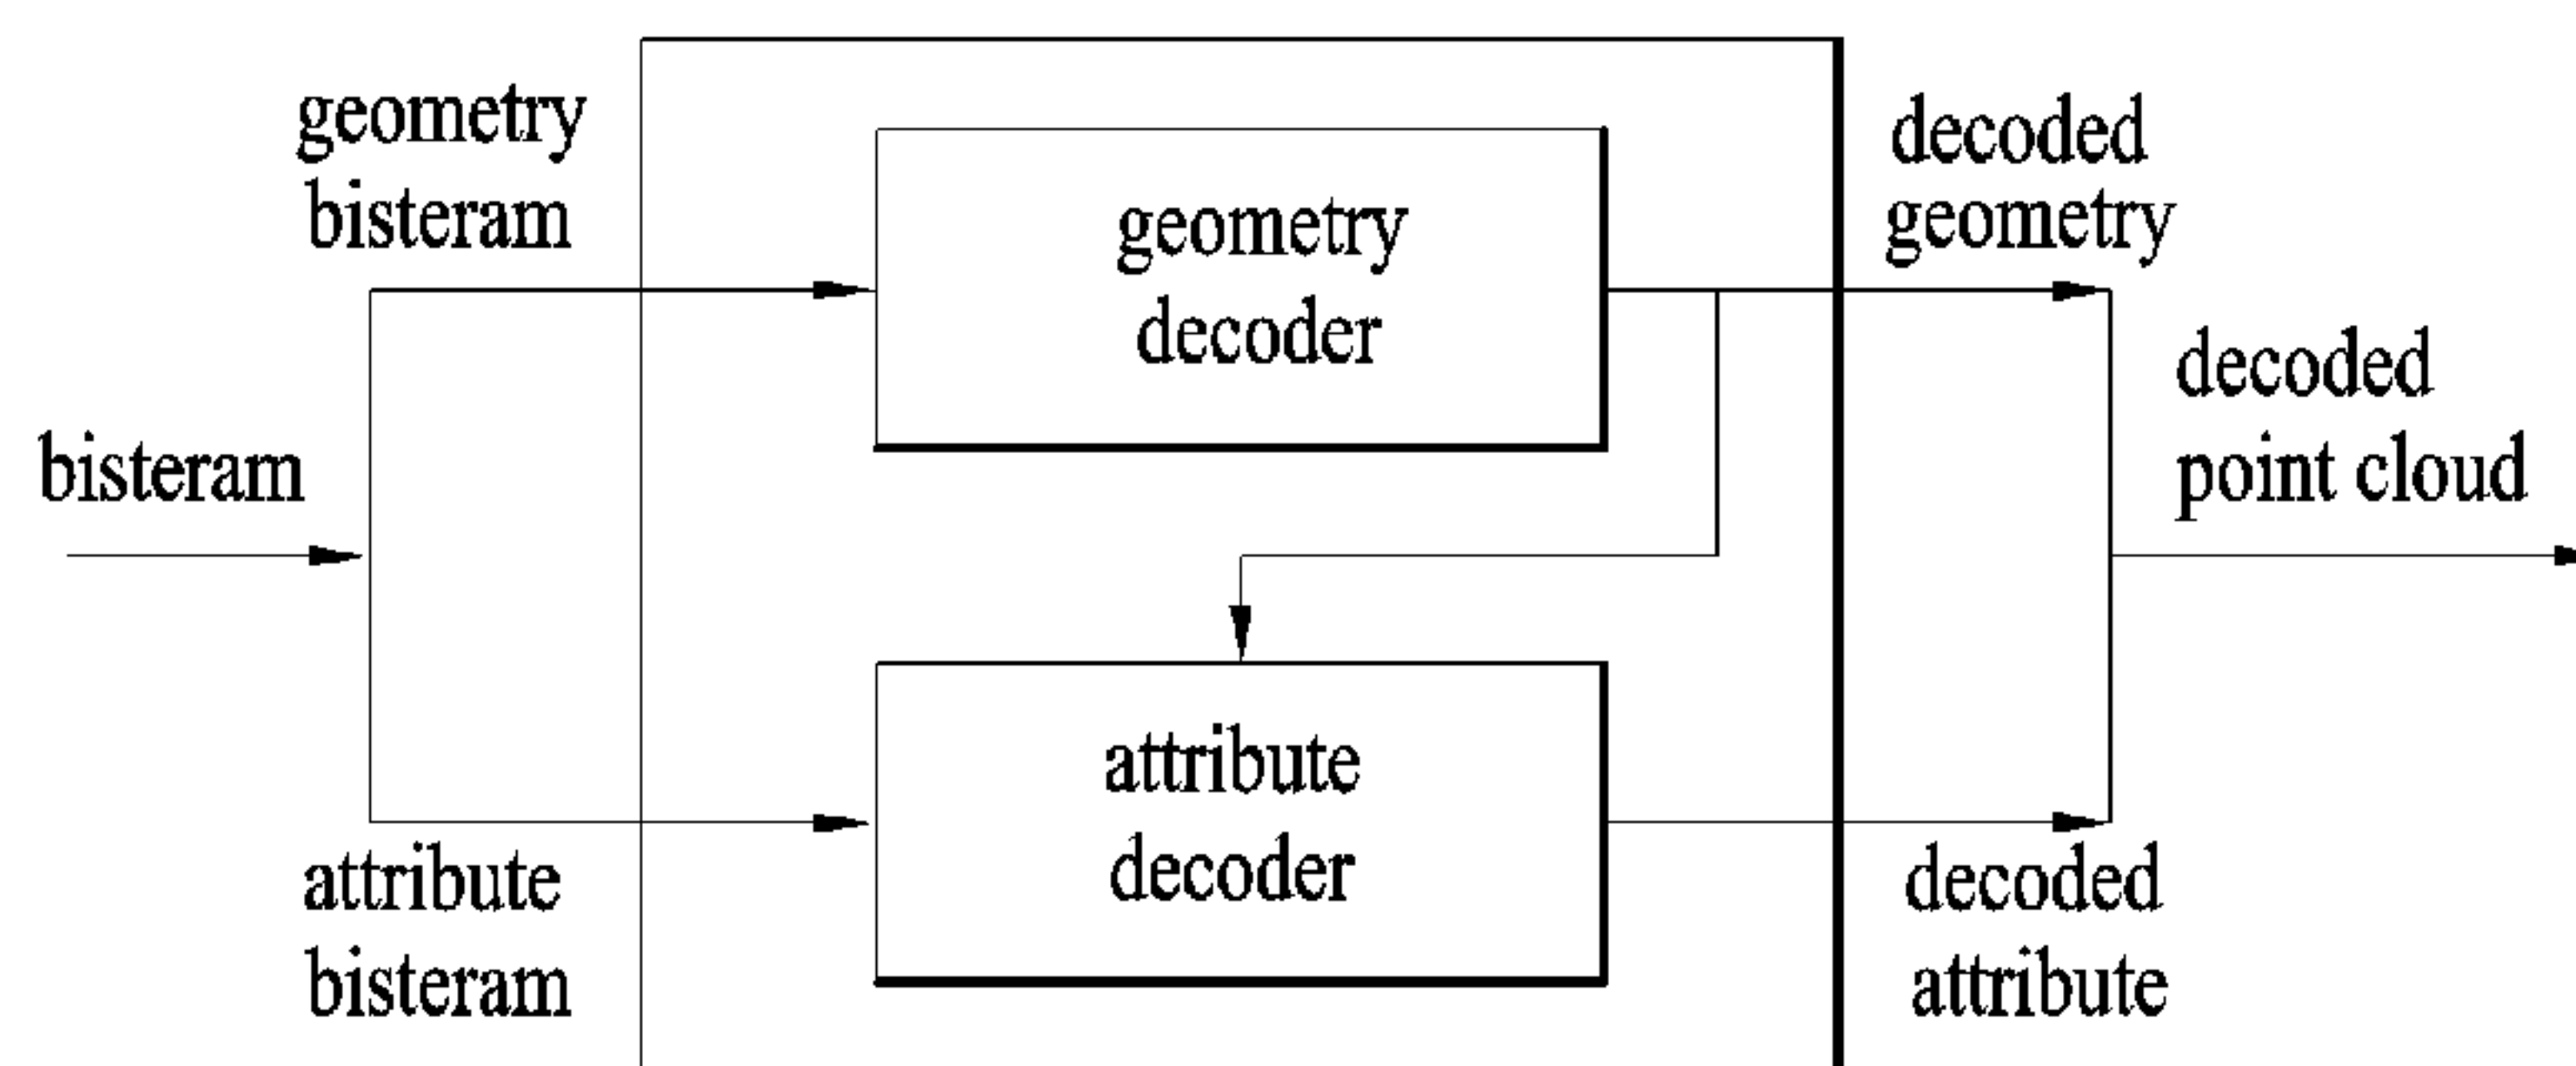 geometry
bisteram
bisteram
attribute
bisteram
geometry
decoder
attribute
decoder
decoded
geometry
decoded
point cloud
decoded
attribute